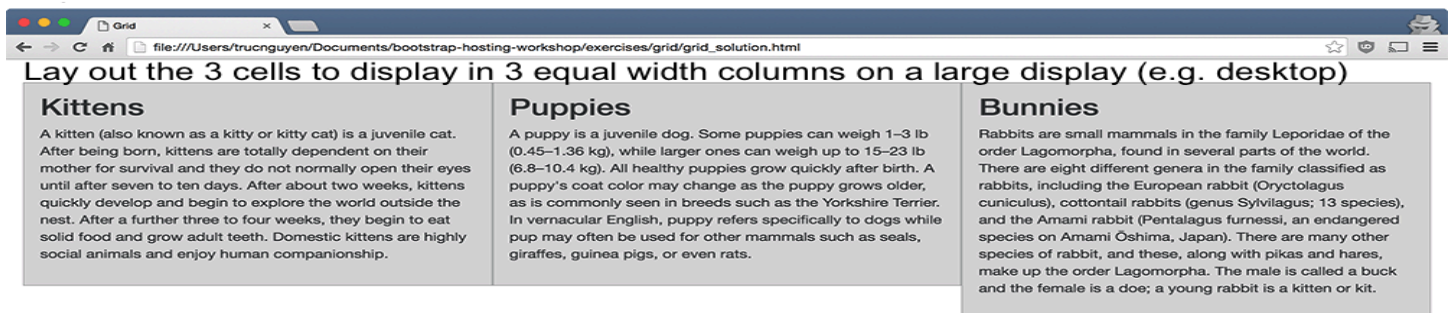 Grid
file:///Users/trucnguyen/Documents/bootstrap-hosting-workshop/exercises/grid/grid_solution.html
Lay out the 3 cells to display in 3 equal width columns on a large display (e.g. desktop)
Kittens
A kitten (also known as a kitty or kitty cat) is a juvenile cat.
After being born, kittens are totally dependent on their
mother for survival and they do not normally open their eyes
until after seven to ten days. After about two weeks, kittens
quickly develop and begin to explore the world outside the
nest. After a further three to four weeks, they begin to eat
solid food and grow adult teeth. Domestic kittens are highly
social animals and enjoy human companionship.
Puppies
A puppy is a juvenile dog. Some puppies can weigh 1–3 lb
(0.45–1.36 kg), while larger ones can weigh up to 15–23 lb
(6.8–10.4 kg). All healthy puppies grow quickly after birth. A
puppy's coat color may change as the puppy grows older,
as is commonly seen in breeds such as the Yorkshire Terrier.
In vernacular English, puppy refers specifically to dogs while
pup may often be used for other mammals such as seals,
giraffes, guinea pigs, or even rats.
Bunnies
Rabbits are small mammals in the family Leporidae of the
order Lagomorpha, found in several parts of the world.
There are eight different genera in the family classified as
rabbits, including the European rabbit (Oryctolagus
cuniculus), cottontail rabbits (genus Sylvilagus; 13 species),
and the Amami rabbit (Pentalagus furnessi, an endangered
species on Amami Ōshima, Japan). There are many other
species of rabbit, and these, along with pikas and hares,
make up the order Lagomorpha. The male is called a buck
and the female is a doe; a young rabbit is a kitten or kit.